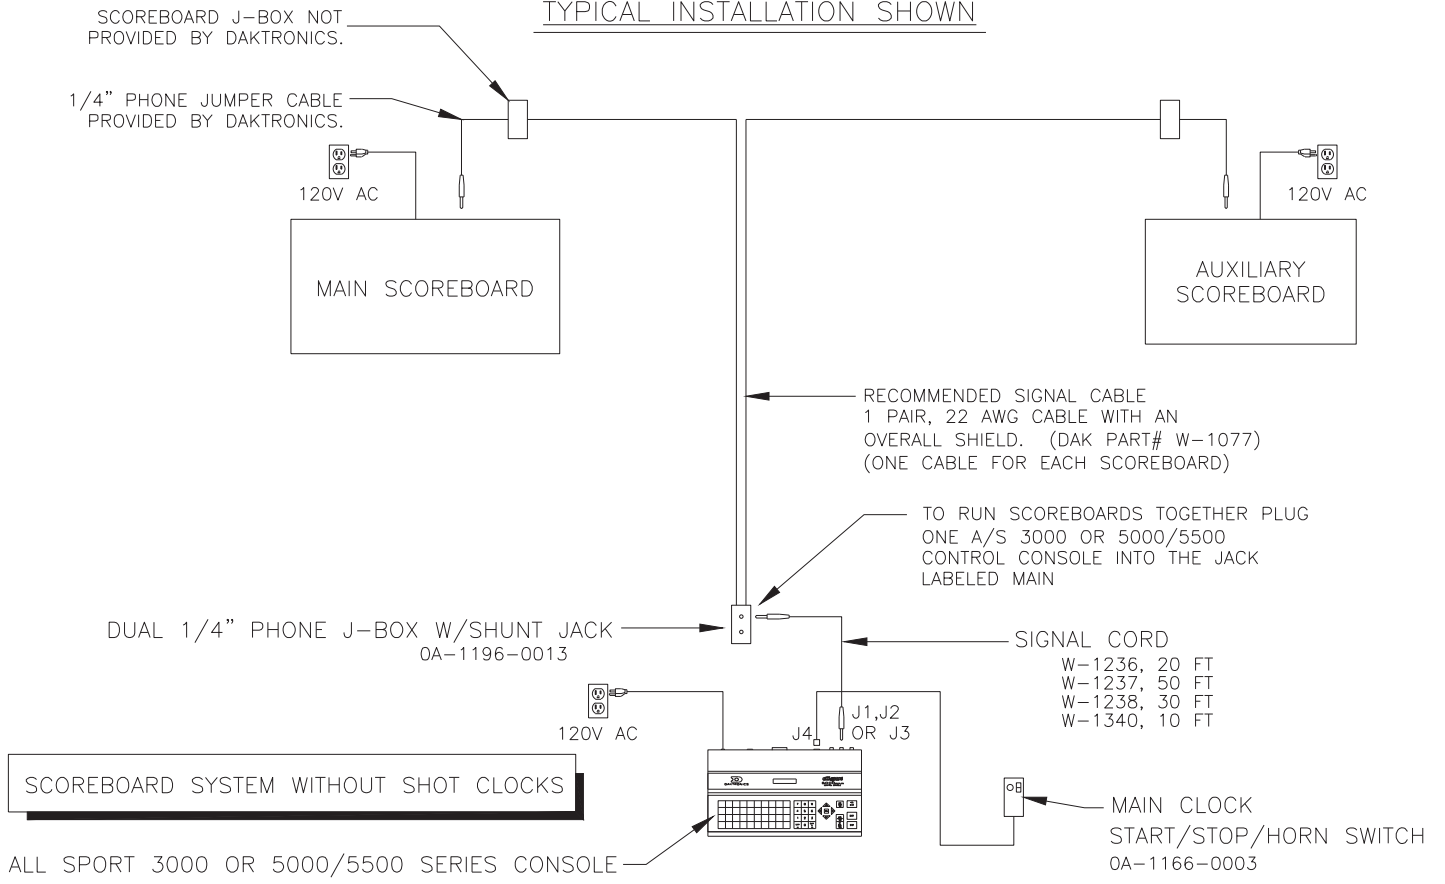 TYPICAL INSTALLATION SHOWN
SCOREBOARD J-BOX NOT
PROVIDED BY DAKTRONICS.
1/4" PHONE JUMPER CABLE
PROVIDED BY DAKTRONICS.
120V AC
120V AC
MAIN SCOREBOARD
AUXILIARY
SCOREBOARD
RECOMMENDED SIGNAL CABLE
1 PAIR, 22 AWG CABLE WITH AN
OVERALL SHIELD. (DAK PART# W-1077)
(ONE CABLE FOR EACH SCOREBOARD)
TO RUN SCOREBOARDS TOGETHER PLUG
ONE A/S 3000 OR 5000/5500
CONTROL CONSOLE INTO THE JACK
LABELED MAIN
DUAL 1/4" PHONE J-BOX W/SHUNT JACK
0A-1196-0013
SIGNAL CORD
W-1236, 20 FT
W-1237, 50 FT
W-1238, 30 FT
W-1340, 10 FT
120V AC
J4
J1,J2
OR J3
DAKTRONICS
SCOREBOARD SYSTEM WITHOUT SHOT CLOCKS
MAIN CLOCK
START/STOP/HORN SWITCH
0A-1166-0003
ALL SPORT 3000 OR 5000/5500 SERIES CONSOLE